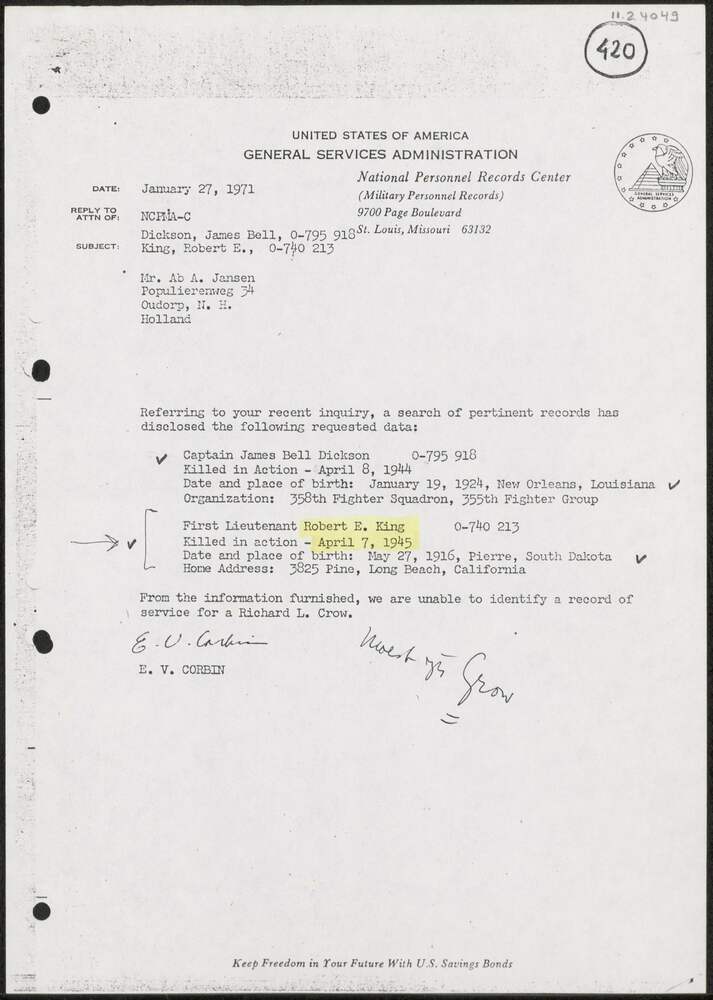 11.24049
420
UNITED STATES OF AMERICA
GENERAL SERVICES ADMINISTRATION
National Personnel Records Center
(Military Personnel Records)
9700 Page Boulevard
St. Louis, Missouri 63132
GENERAL SERVICES
ADMINISTRATION
DATE: January 27, 1971
REPLY TO
ATTN OF: NCPMA-C
Dickson, James Bell, 0-795 918
SUBJECT: King, Robert E., 0-740 213
Mr. Ab A. Jansen
Populierenweg 34
Oudorp, N. H.
Holland
Referring to your recent inquiry, a search of pertinent records has
disclosed the following requested data:
Captain James Bell Dickson 0-795 918
Killed in Action - April 8, 1944
Date and place of birth: January 19, 1924, New Orleans, Louisiana
Organization: 358th Fighter Squadron, 355th Fighter Group
First Lieutenant Robert E. King 0-740 213
Killed in action - April 7, 1945
Date and place of birth: May 27, 1916, Pierre, South Dakota
Home Address: 3825 Pine, Long Beach, California
From the information furnished, we are unable to identify a record of
service for a Richard L. Crow.
E. V. Corbin
E. V. CORBIN
Moest zijn Grow
Keep Freedom in Your Future With U.S. Savings Bonds